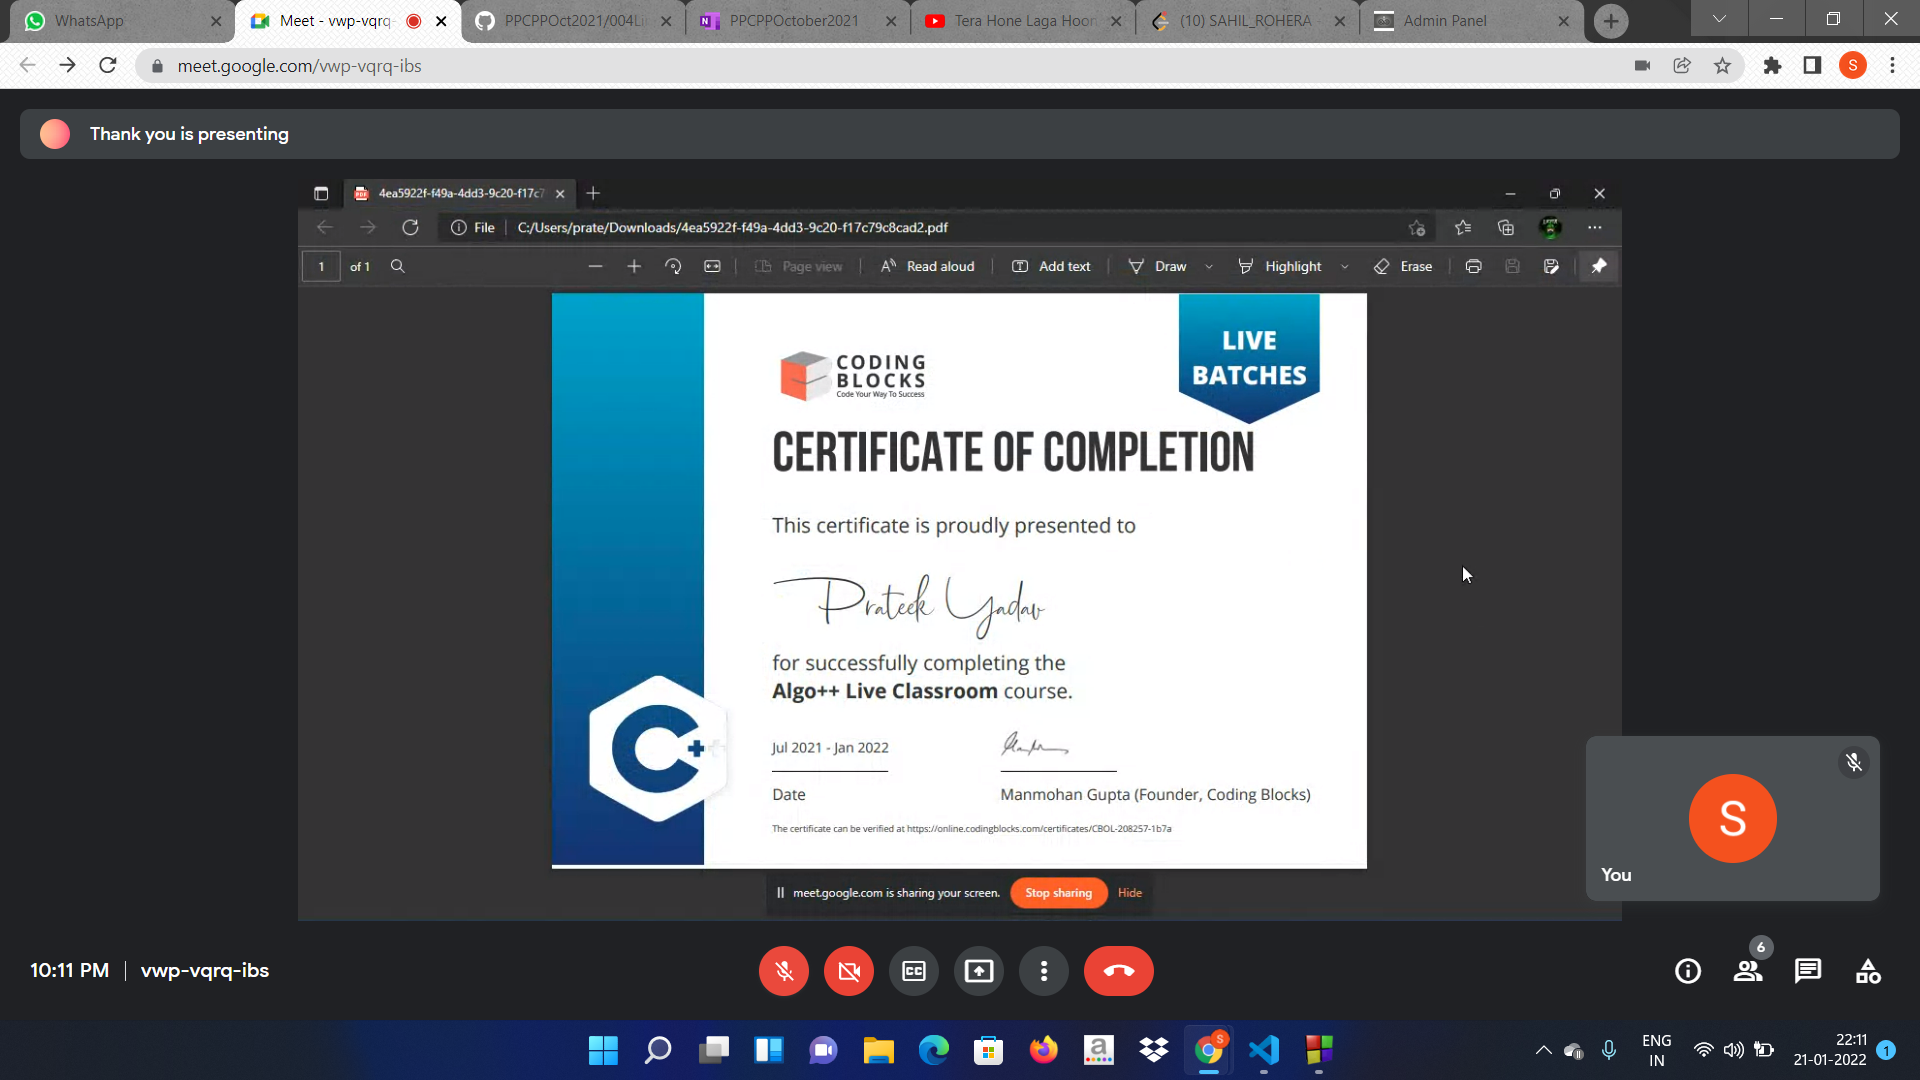 WhatsApp
Meet - vwp-vqrq-
PPCPPOct2021/004Li
PPCPPOctober2021
Tera Hone Laga Hoon
(10) SAHIL_ROHERA
Admin Panel
meet.google.com/vwp-vqrq-ibs
S
Thank you is presenting
4ea5922f-f49a-4dd3-9c20-f17c7
File
C:/Users/prate/Downloads/4ea5922f-f49a-4dd3-9c20-f17c79c8cad2.pdf
1 of 1
Page view
Read aloud
Add text
Draw
Highlight
Erase
LIVE
BATCHES
CODING
BLOCKS
Code Your Way To Success
CERTIFICATE OF COMPLETION
This certificate is proudly presented to
Prateek Yadav
for successfully completing the
Algo++ Live Classroom course.
C++
Jul 2021 - Jan 2022
Date
Manmohan Gupta (Founder, Coding Blocks)
The certificate can be verified at https://online.codingblocks.com/certificates/CBOL-208257-1b7a
meet.google.com is sharing your screen.
Stop sharing
Hide
S
You
10:11 PM
vwp-vqrq-ibs
CC
6
S
a
ENG
IN
22:11
21-01-2022
1